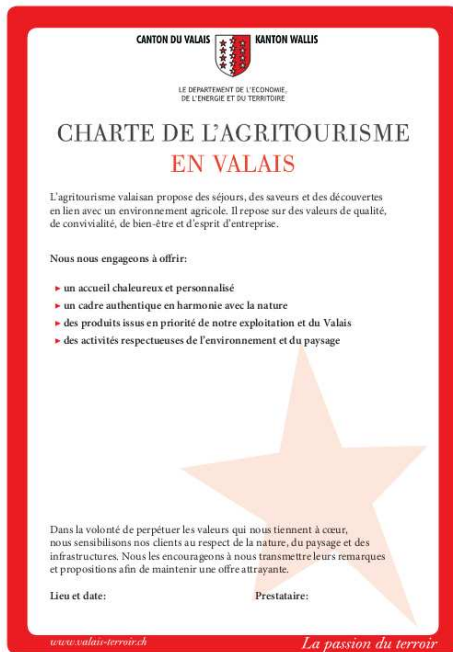 CANTON DU VALAIS KANTON WALLIS
LE DEPARTEMENT DE L'ECONOMIE,
DE L'ENERGIE ET DU TERRITOIRE
CHARTE DE L'AGRITOURISME
EN VALAIS
L'agritourisme valaisan propose des séjours, des saveurs et des découvertes
en lien avec un environnement agricole. Il repose sur des valeurs de qualité,
de convivialité, de bien-être et d'esprit d'entreprise.
Nous nous engageons à offrir:
▸ un accueil chaleureux et personnalisé
▸ un cadre authentique en harmonie avec la nature
▸ des produits issus en priorité de notre exploitation et du Valais
▸ des activités respectueuses de l'environnement et du paysage
Dans la volonté de perpétuer les valeurs qui nous tiennent à cœur,
nous sensibilisons nos clients au respect de la nature, du paysage et des
infrastructures. Nous les encourageons à nous transmettre leurs remarques
et propositions afin de maintenir une offre attrayante.
Lieu et date: Prestataire:
www.valais-terroir.ch La passion du terroir